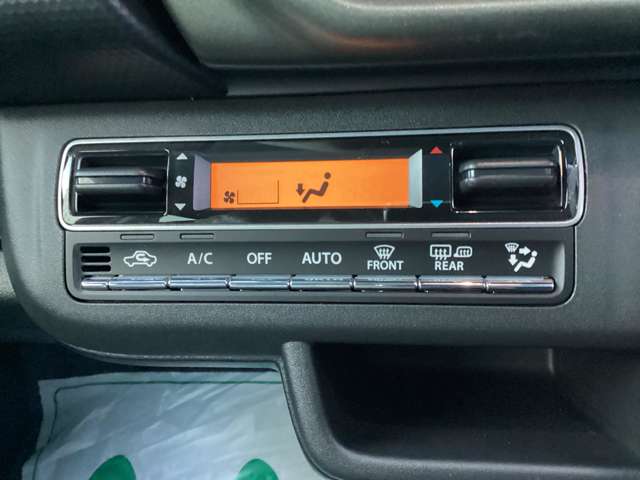 A/C OFF AUTO FRONT REAR